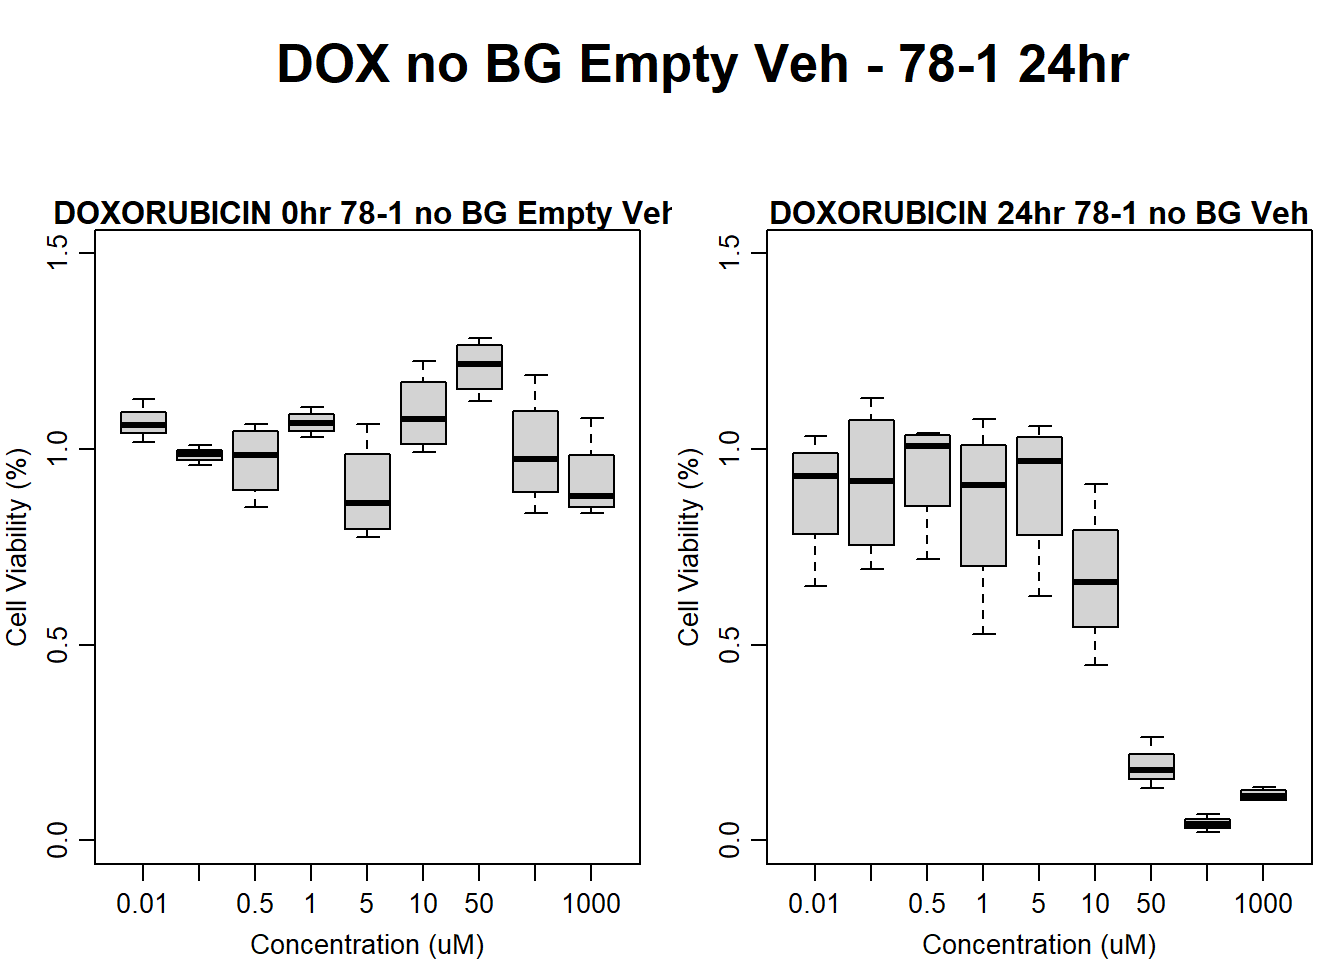 DOX no BG Empty Veh - 78-1 24hr
DOXORUBICIN 0hr 78-1 no BG Empty Veh
Cell Viability (%)
1.5
1.0
0.5
0.0
0.01 0.5 1 5 10 50 1000
Concentration (uM)
DOXORUBICIN 24hr 78-1 no BG Veh
Cell Viability (%)
1.5
1.0
0.5
0.0
0.01 0.5 1 5 10 50 1000
Concentration (uM)